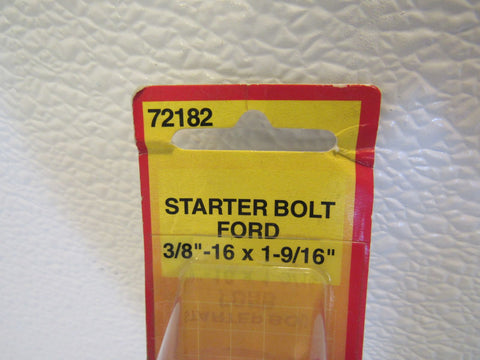 72182
STARTER BOLT
FORD
3/8"-16 x 1-9/16"